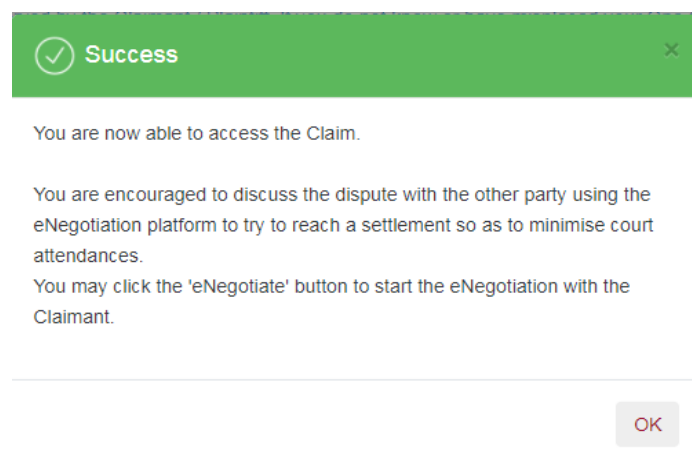 Success
You are now able to access the Claim.
You are encouraged to discuss the dispute with the other party using the
eNegotiation platform to try to reach a settlement so as to minimise court
attendances.
You may click the 'eNegotiate' button to start the eNegotiation with the
Claimant.
OK